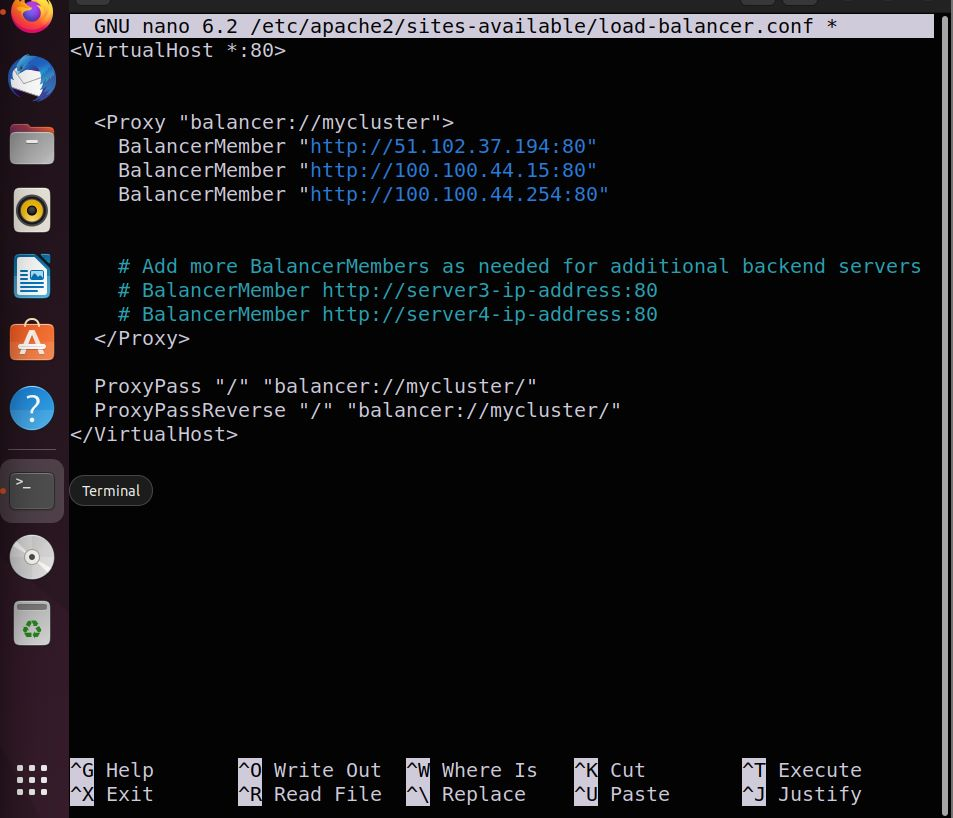 GNU nano 6.2 /etc/apache2/sites-available/load-balancer.conf *
<VirtualHost *:80>
<Proxy "balancer://mycluster">
BalancerMember "http://51.102.37.194:80"
BalancerMember "http://100.100.44.15:80"
BalancerMember "http://100.100.44.254:80"
# Add more BalancerMembers as needed for additional backend servers
# BalancerMember http://server3-ip-address:80
# BalancerMember http://server4-ip-address:80
</Proxy>
ProxyPass "/" "balancer://mycluster/"
ProxyPassReverse "/" "balancer://mycluster/"
</VirtualHost>
>_
Terminal
?
^G Help ^O Write Out ^W Where Is ^K Cut ^T Execute
^X Exit ^R Read File ^\ Replace ^U Paste ^J Justify